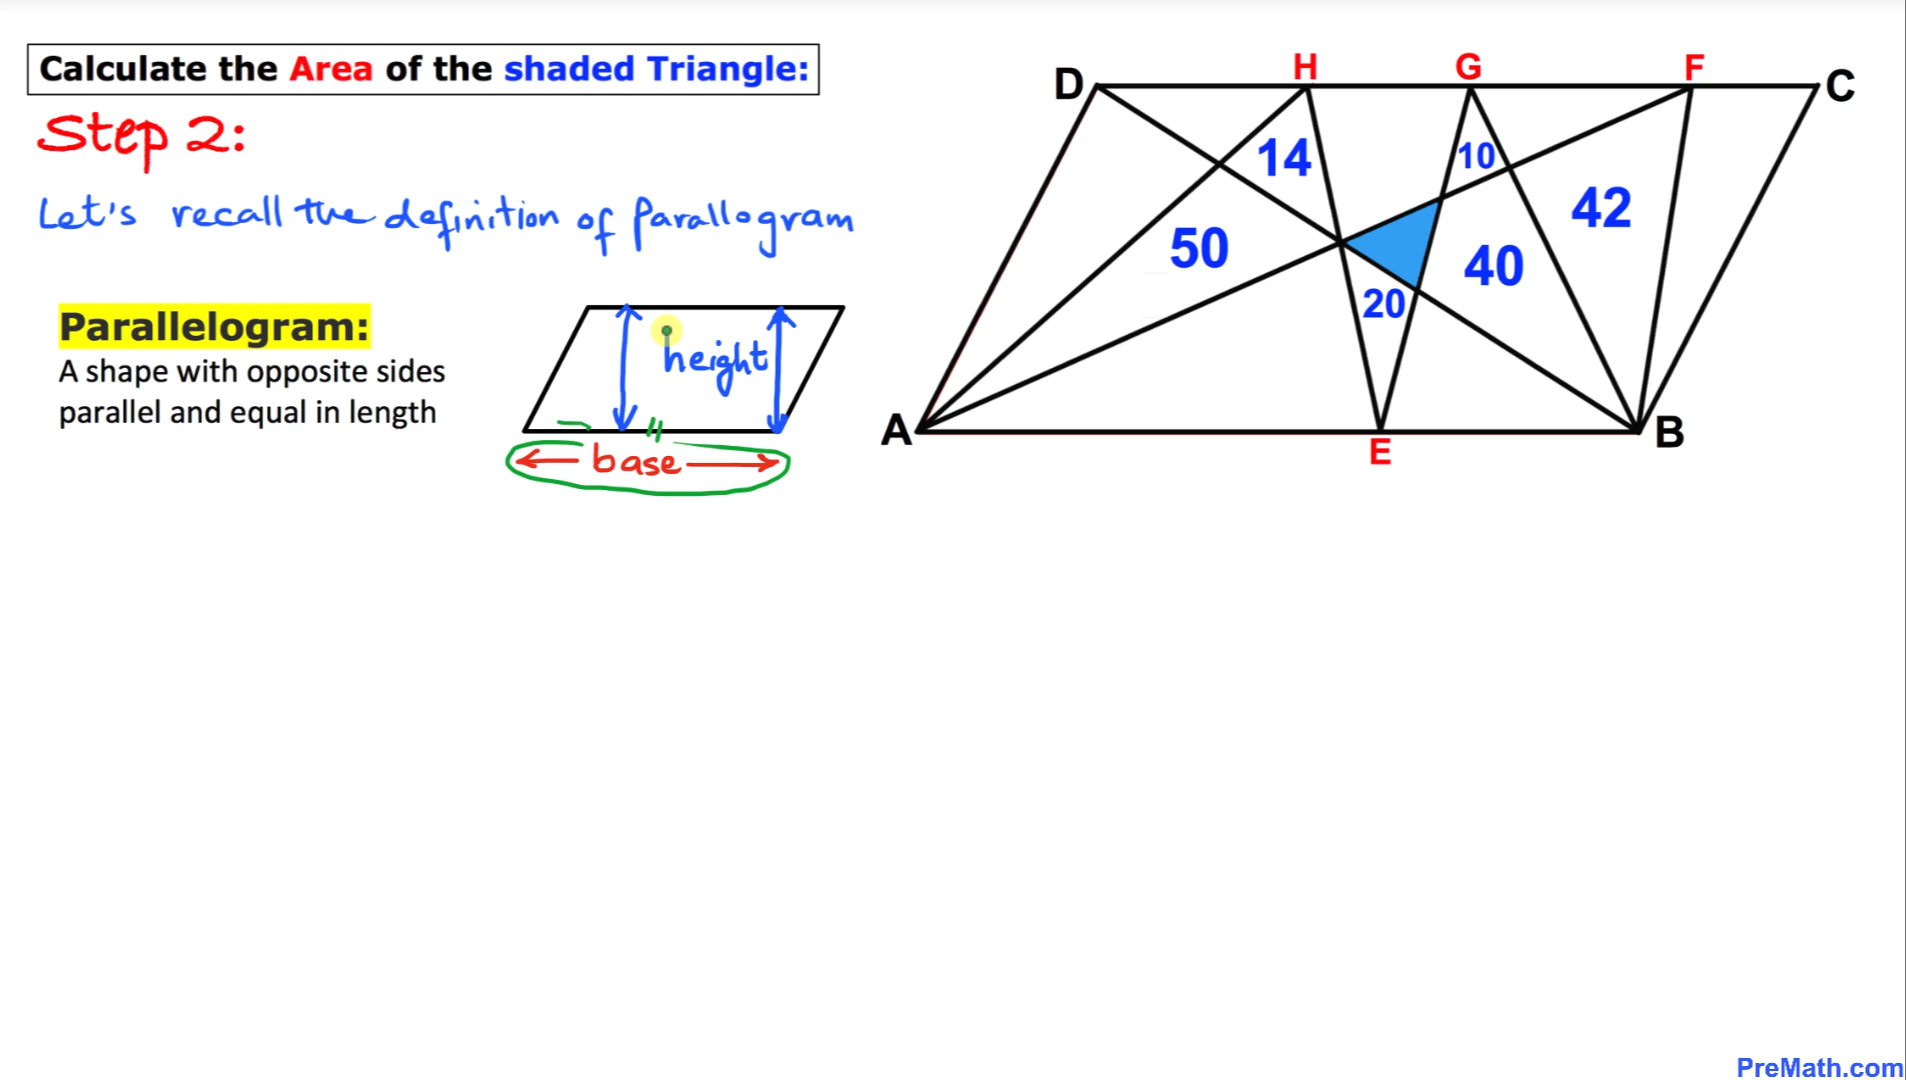 Calculate the Area of the shaded Triangle:
Step 2:
Let's recall the definition of Parallogram
Parallelogram:
A shape with opposite sides
parallel and equal in length
height
base
D
H
G
F
C
14
10
42
50
40
20
A
B
E
PreMath.com